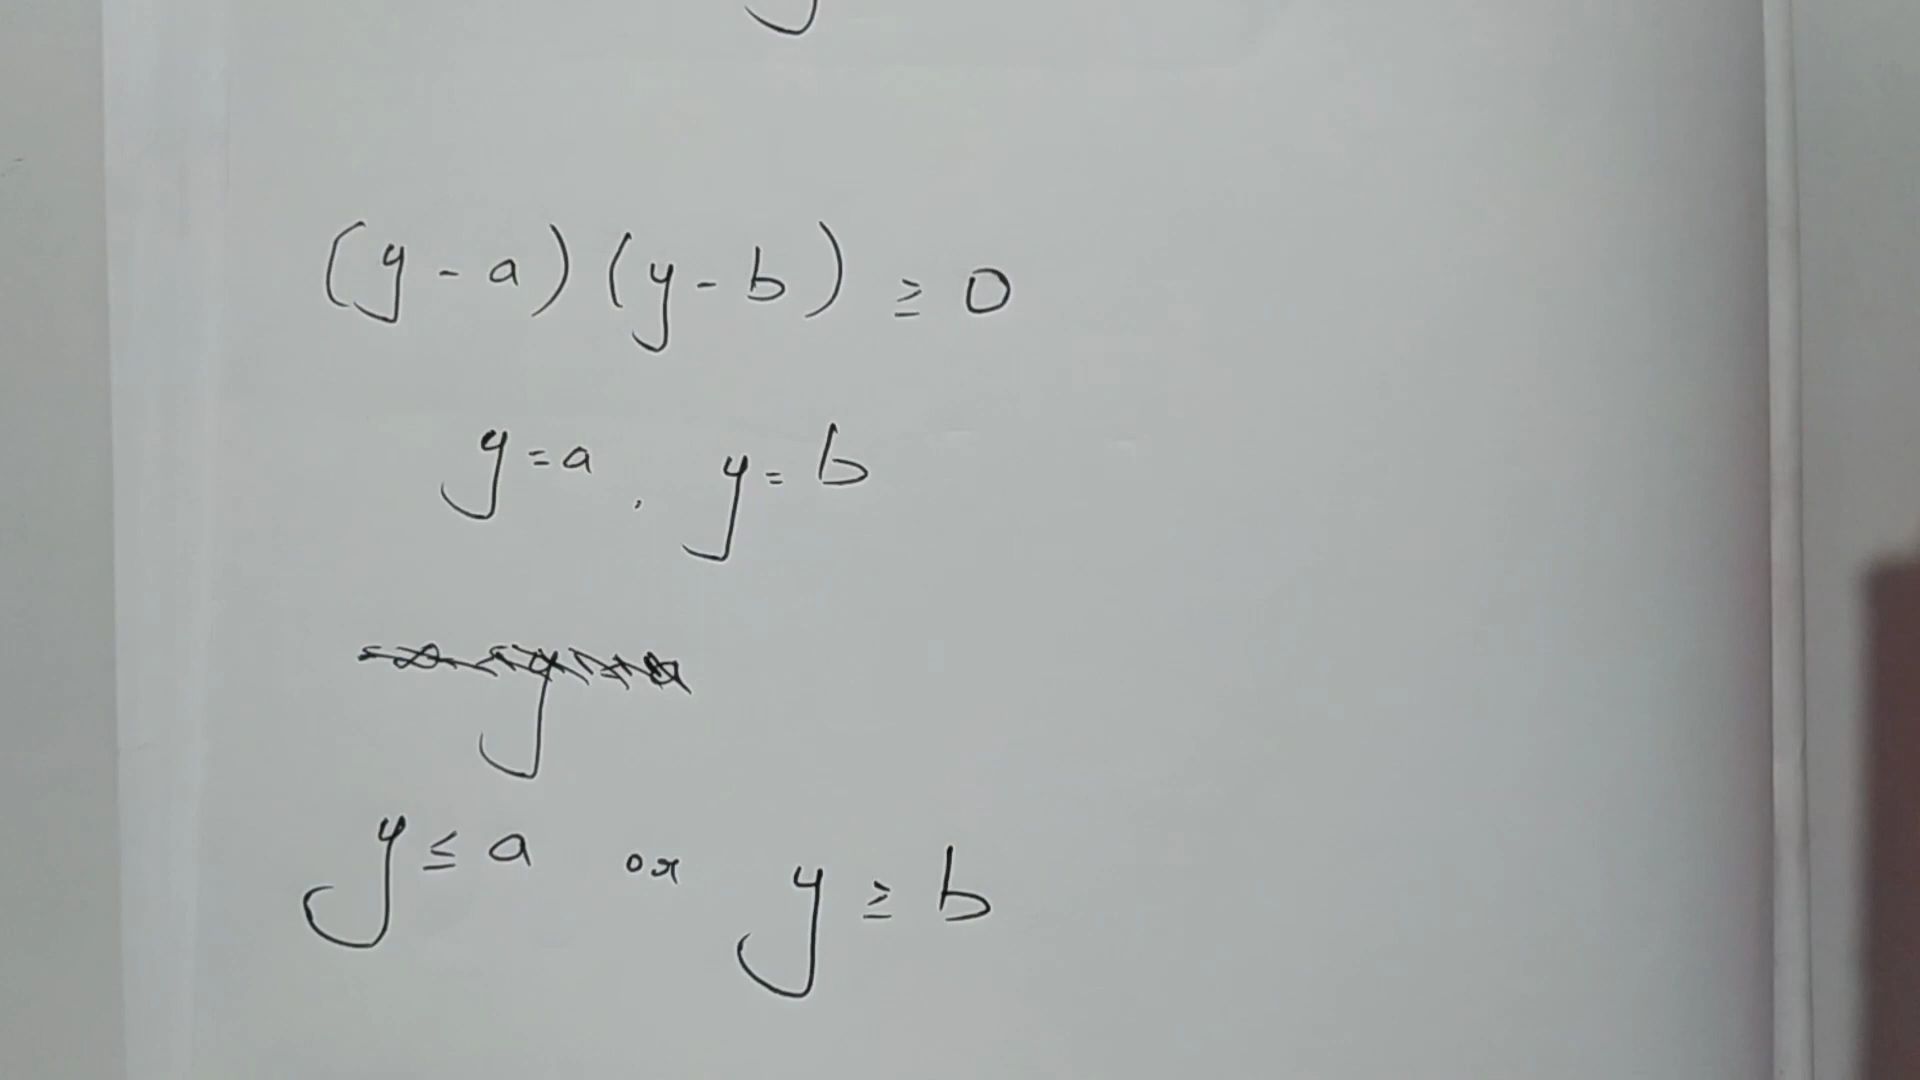 (y - a) (y - b) ≥ 0
y = a , y = b
y ≤ a or y ≥ b